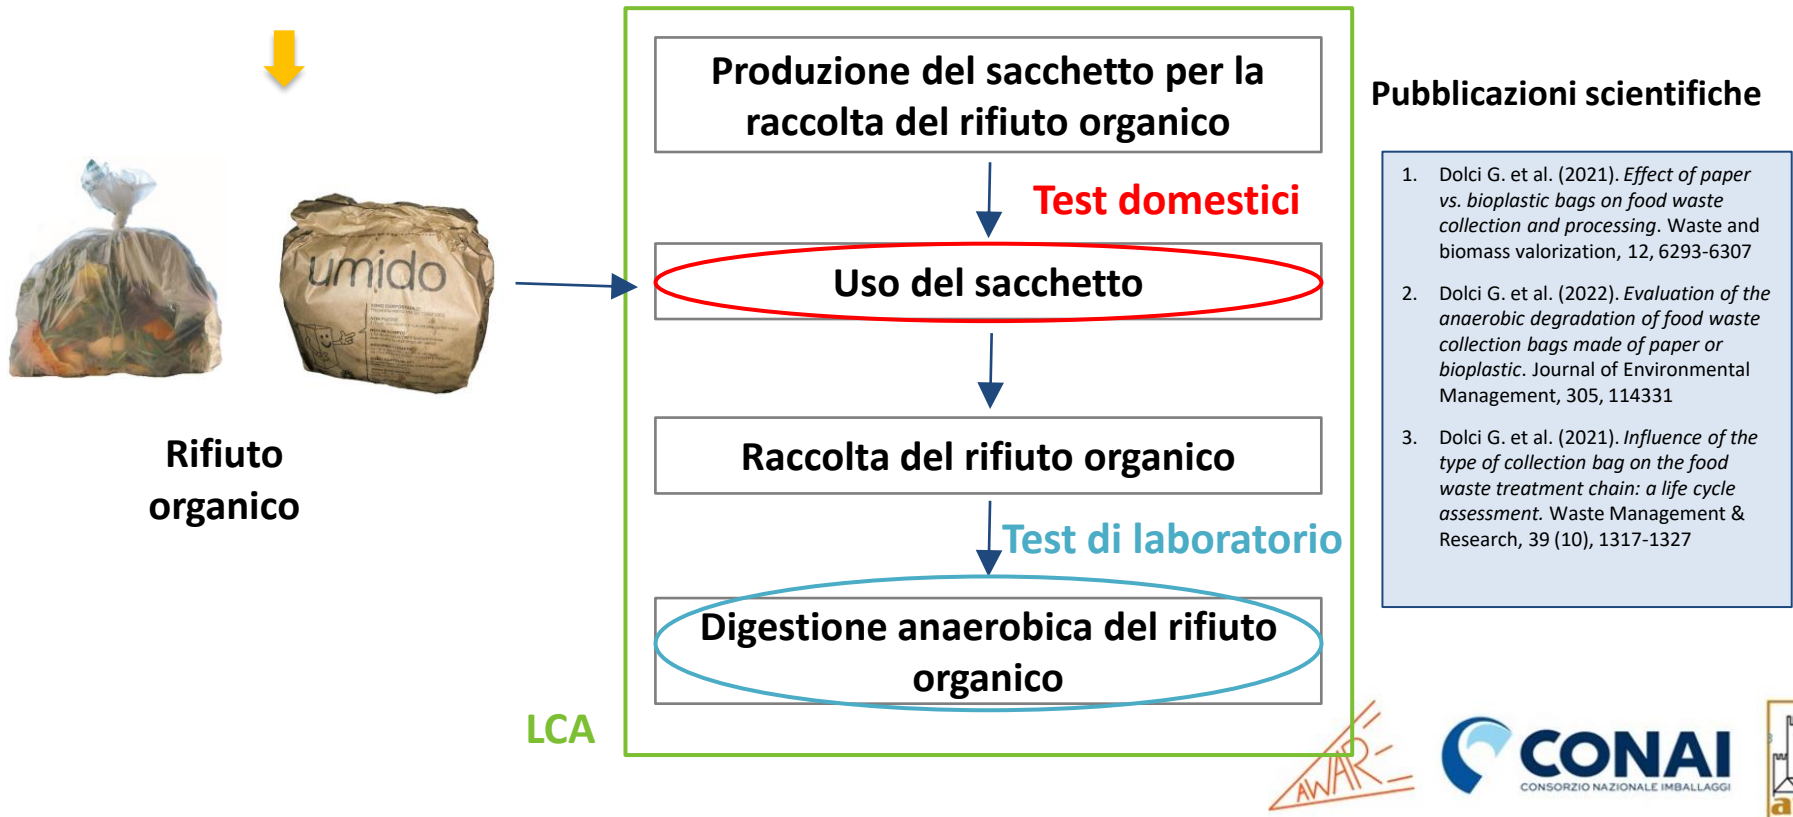 Produzione del sacchetto per la
raccolta del rifiuto organico
Test domestici
Uso del sacchetto
Raccolta del rifiuto organico
Test di laboratorio
Digestione anaerobica del rifiuto
organico
LCA
umido
Rifiuto
organico
Pubblicazioni scientifiche
1. Dolci G. et al. (2021). Effect of paper
vs. bioplastic bags on food waste
collection and processing. Waste and
biomass valorization, 12, 6293-6307
2. Dolci G. et al. (2022). Evaluation of the
anaerobic degradation of food waste
collection bags made of paper or
bioplastic. Journal of Environmental
Management, 305, 114331
3. Dolci G. et al. (2021). Influence of the
type of collection bag on the food
waste treatment chain: a life cycle
assessment. Waste Management &
Research, 39 (10), 1317-1327
AWARE
CONAI
CONSORZIO NAZIONALE IMBALLAGGI